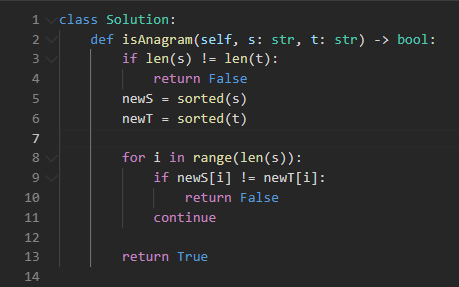 1 class Solution:
2     def isAnagram(self, s: str, t: str) -> bool:
3         if len(s) != len(t):
4             return False
5         newS = sorted(s)
6         newT = sorted(t)
7
8         for i in range(len(s)):
9             if newS[i] != newT[i]:
10                 return False
11             continue
12
13         return True
14